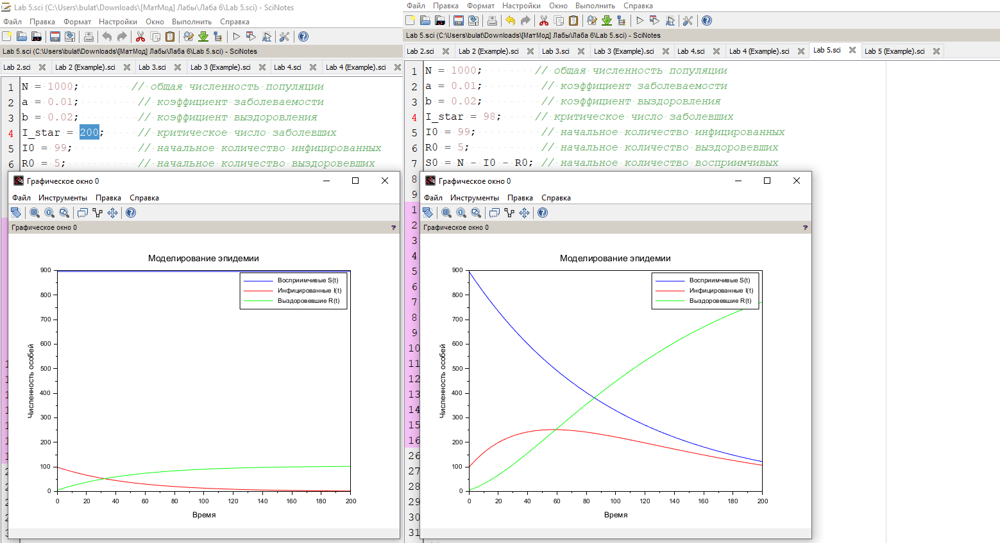 Lab 5.sci (C:\Users\bulat\Downloads\[МатМод] Лабы\Лаба 6\Lab 5.sci) - SciNotes
Файл Правка Формат Настройки Окно Выполнить Справка
Lab 5.sci (C:\Users\bulat\Downloads\[МатМод] Лабы\Лаба 6\Lab 5.sci) - SciNotes
Lab 2.sci Lab 2 (Example).sci Lab 3.sci Lab 3 (Example).sci Lab 4.sci Lab 4 (Example).sci
1 N = 1000; // общая численность популяции
2 a = 0.01; // коэффициент заболеваемости
3 b = 0.02; // коэффициент выздоровления
4 I_star = 200; // критическое число заболевших
5 I0 = 99; // начальное количество инфицированных
6 R0 = 5; // начальное количество выздоровевших
Графическое окно 0
Файл Инструменты Правка Справка
Графическое окно 0 ?
Моделирование эпидемии
Восприимчивые S(t)
Инфицированные I(t)
Выздоровевшие R(t)
900
800
700
600
500
400
300
200
100
0
Численность особей
0 20 40 60 80 100 120 140 160 180 200
Время
Файл Правка Формат Настройки Окно Выполнить Справка
Lab 5.sci (C:\Users\bulat\Downloads\[МатМод] Лабы\Лаба 6\Lab 5.sci) - SciNotes
Lab 2.sci Lab 2 (Example).sci Lab 3.sci Lab 3 (Example).sci Lab 4.sci Lab 4 (Example).sci Lab 5.sci Lab 5 (Example).sci
1 N = 1000; // общая численность популяции
2 a = 0.01; // коэффициент заболеваемости
3 b = 0.02; // коэффициент выздоровления
4 I_star = 98; // критическое число заболевших
5 I0 = 99; // начальное количество инфицированных
6 R0 = 5; // начальное количество выздоровевших
7 S0 = N - I0 - R0; // начальное количество восприимчивых
8
9
1
2
3
4
5
6
7
8
9
10
11
12
13
14
15
16
26
27
28
29
30
31
Графическое окно 0
Файл Инструменты Правка Справка
Графическое окно 0 ?
Моделирование эпидемии
Восприимчивые S(t)
Инфицированные I(t)
Выздоровевшие R(t)
900
800
700
600
500
400
300
200
100
0
Численность особей
0 20 40 60 80 100 120 140 160 180 200
Время